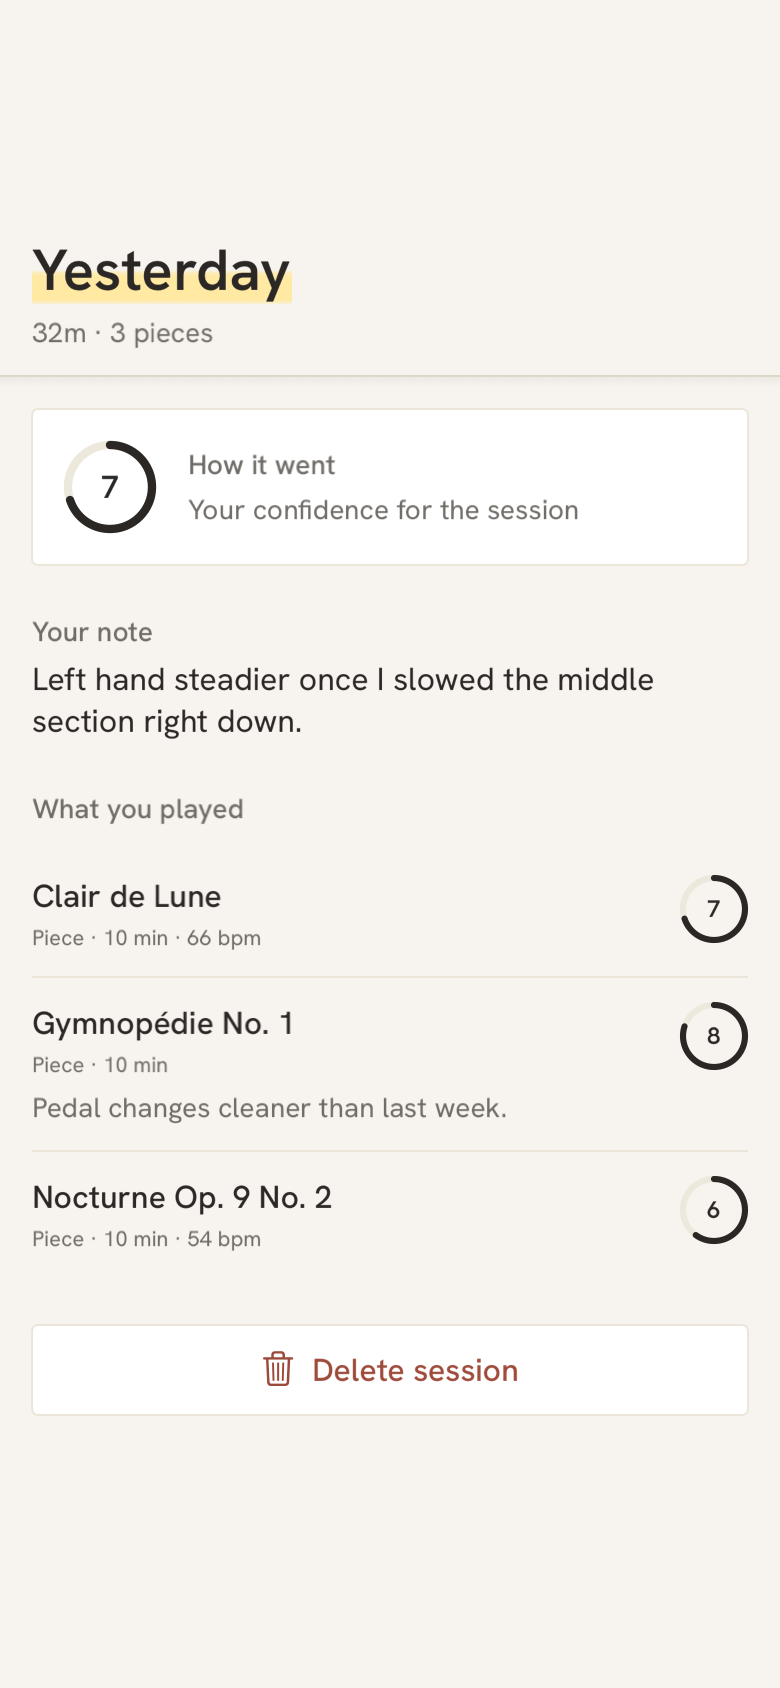 Yesterday
32m · 3 pieces
7
How it went
Your confidence for the session
Your note
Left hand steadier once I slowed the middle
section right down.
What you played
Clair de Lune
7
Piece · 10 min · 66 bpm
Gymnopédie No. 1
8
Piece · 10 min
Pedal changes cleaner than last week.
Nocturne Op. 9 No. 2
6
Piece · 10 min · 54 bpm
Delete session